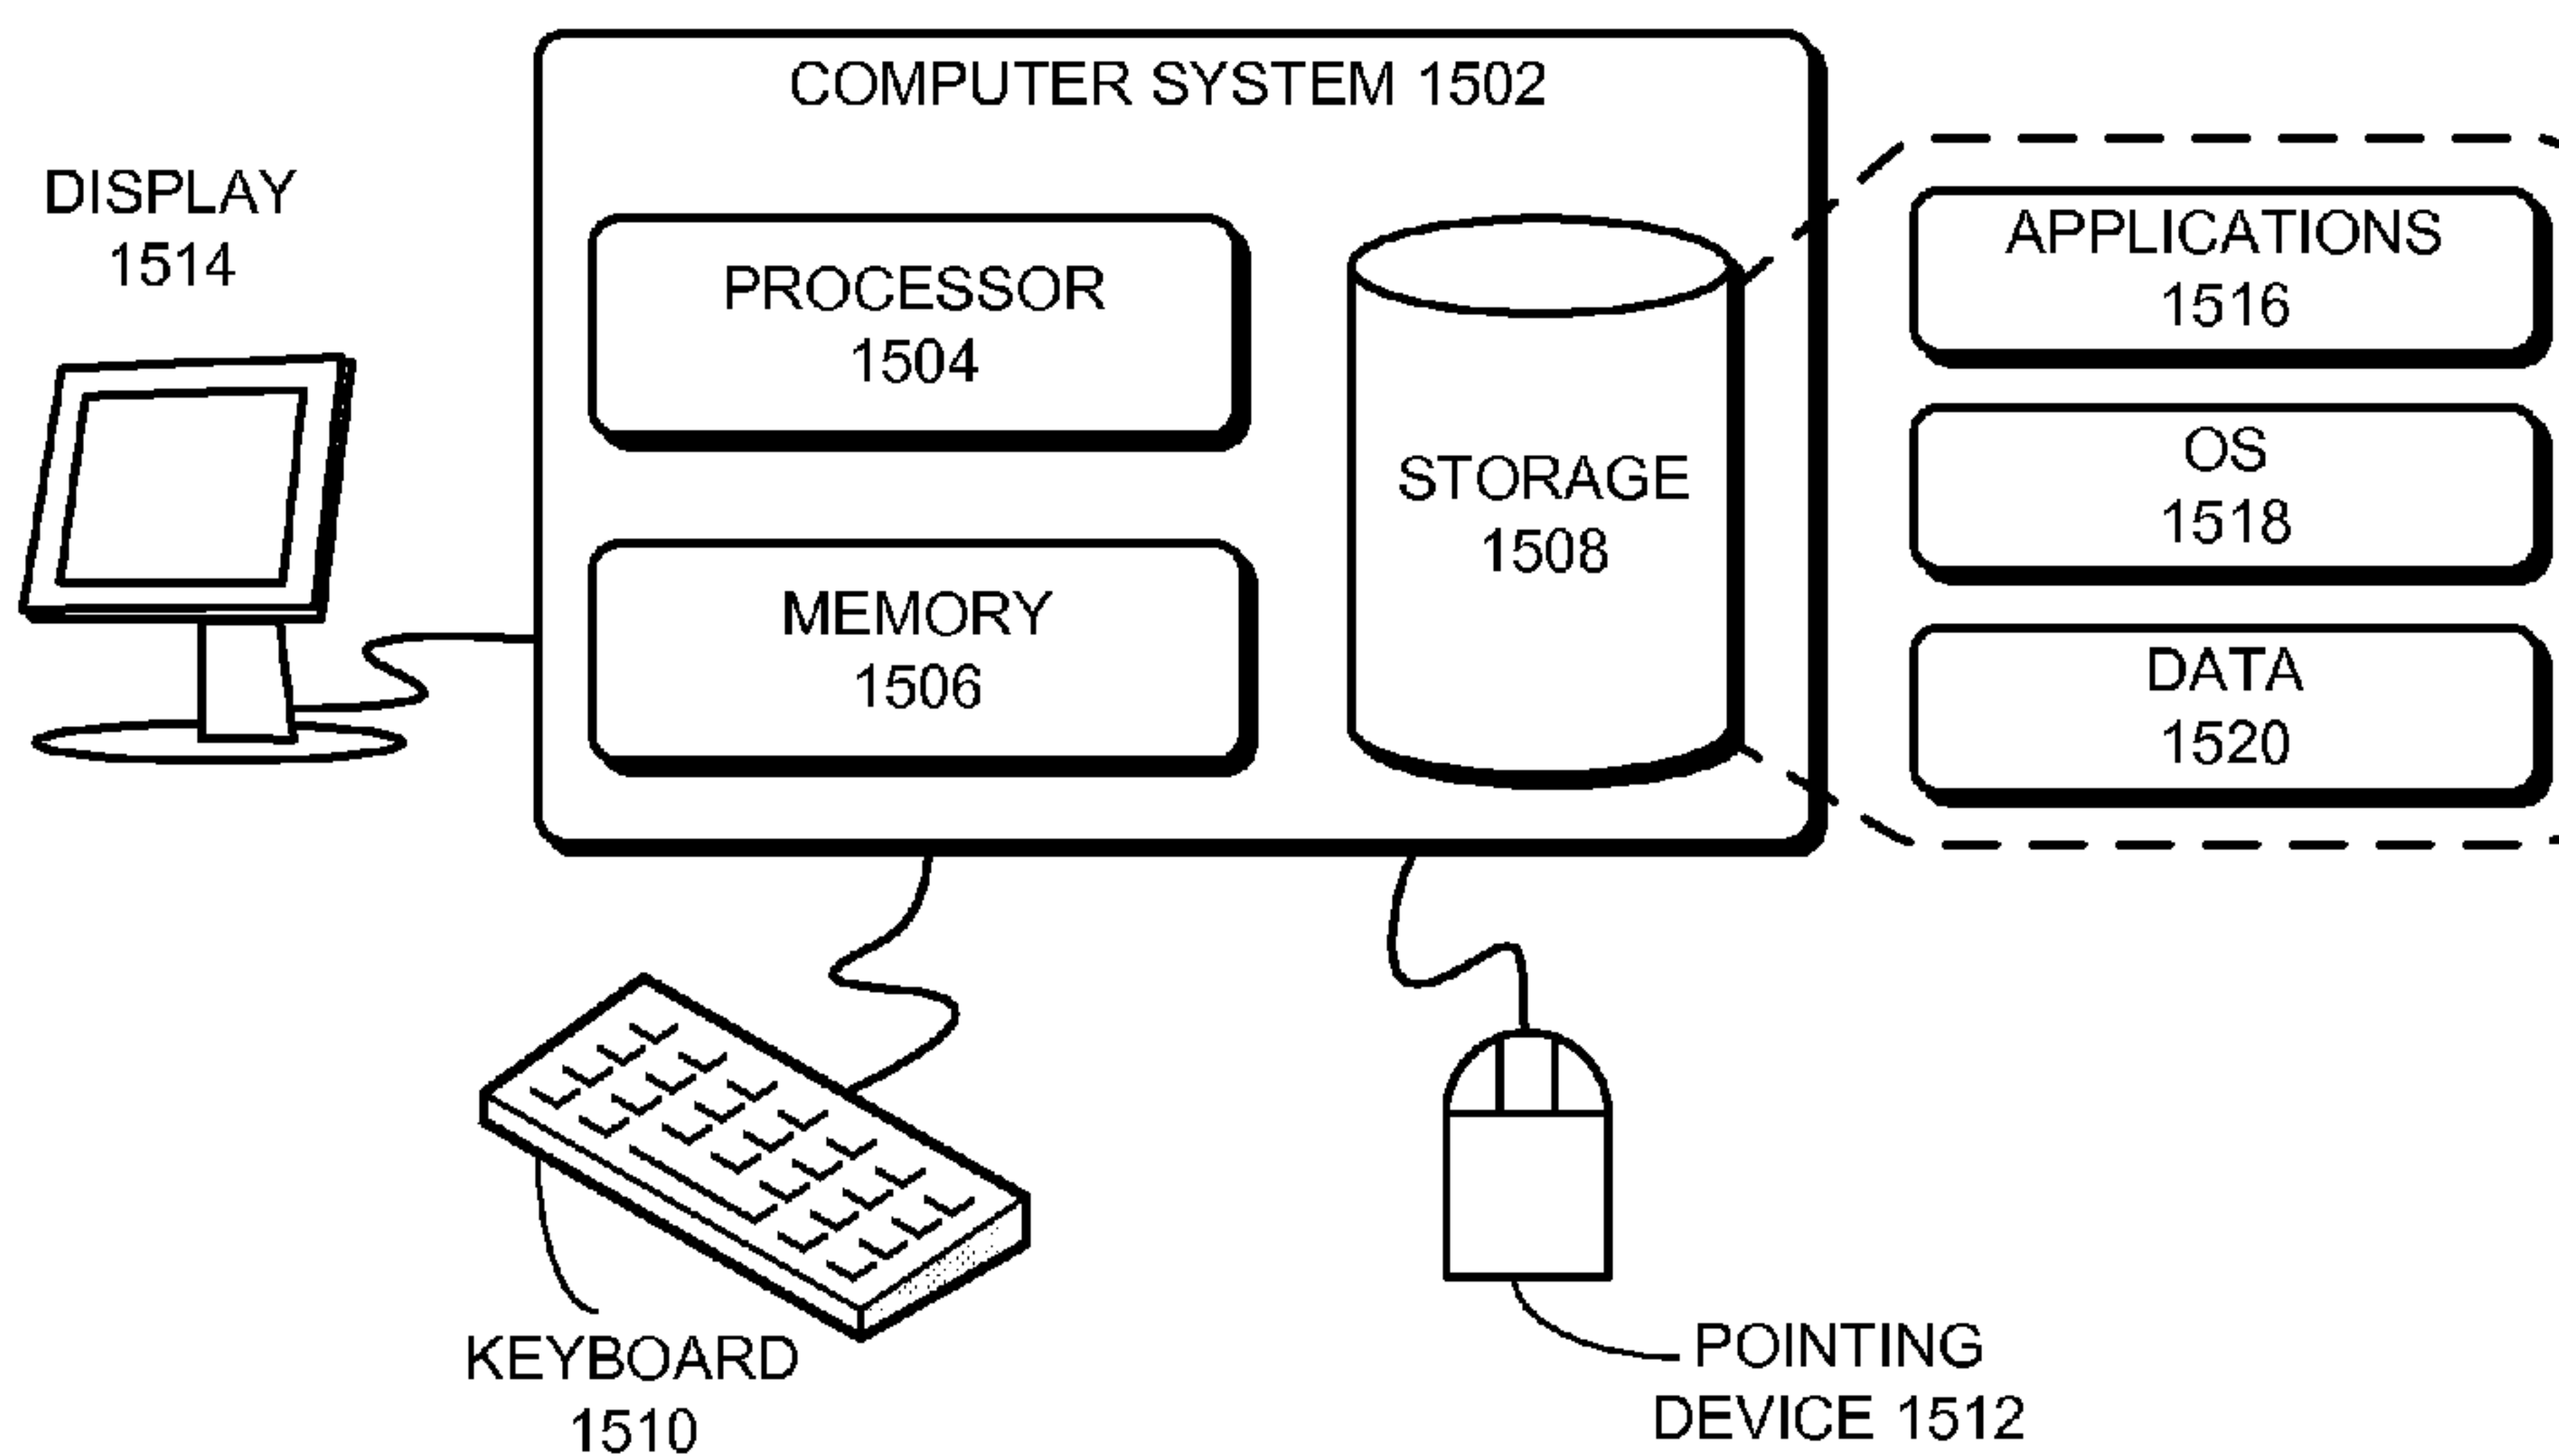 COMPUTER SYSTEM 1502
DISPLAY
1514
PROCESSOR
1504
MEMORY
1506
STORAGE
1508
APPLICATIONS
1516
OS
1518
DATA
1520
KEYBOARD
1510
POINTING
DEVICE 1512